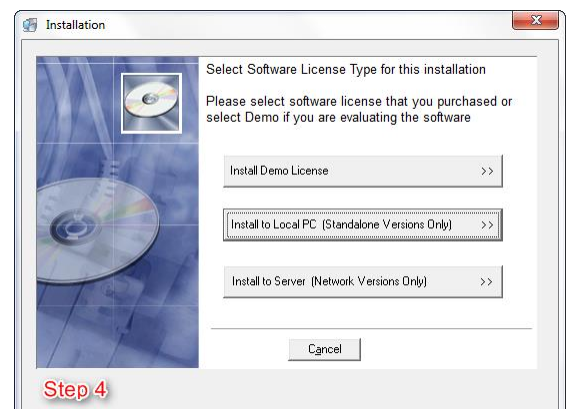 Installation
Select Software License Type for this installation
Please select software license that you purchased or
select Demo if you are evaluating the software
Install Demo License >>
Install to Local PC (Standalone Versions Only) >>
Install to Server (Network Versions Only) >>
Cancel
Step 4